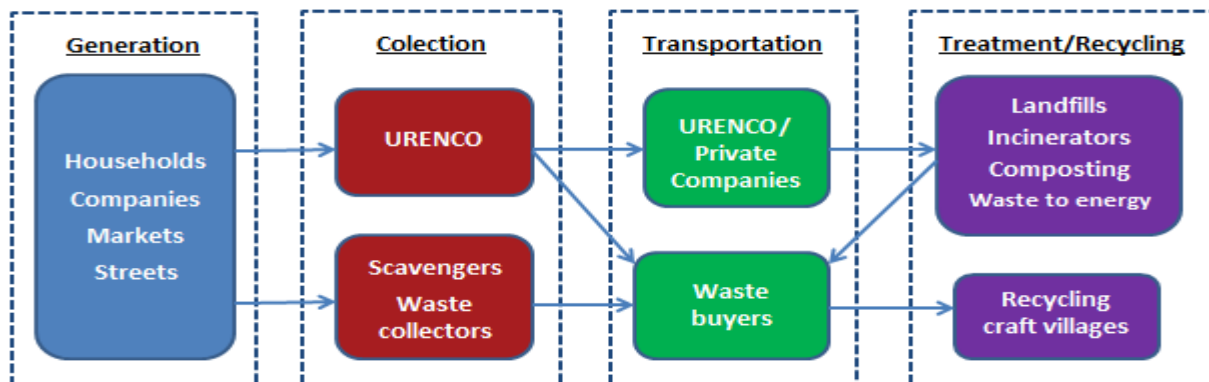 Generation
Households
Companies
Markets
Streets
Colection
URENCO
Scavengers
Waste
collectors
Transportation
URENCO/
Private
Companies
Waste
buyers
Treatment/Recycling
Landfills
Incinerators
Composting
Waste to energy
Recycling
craft villages